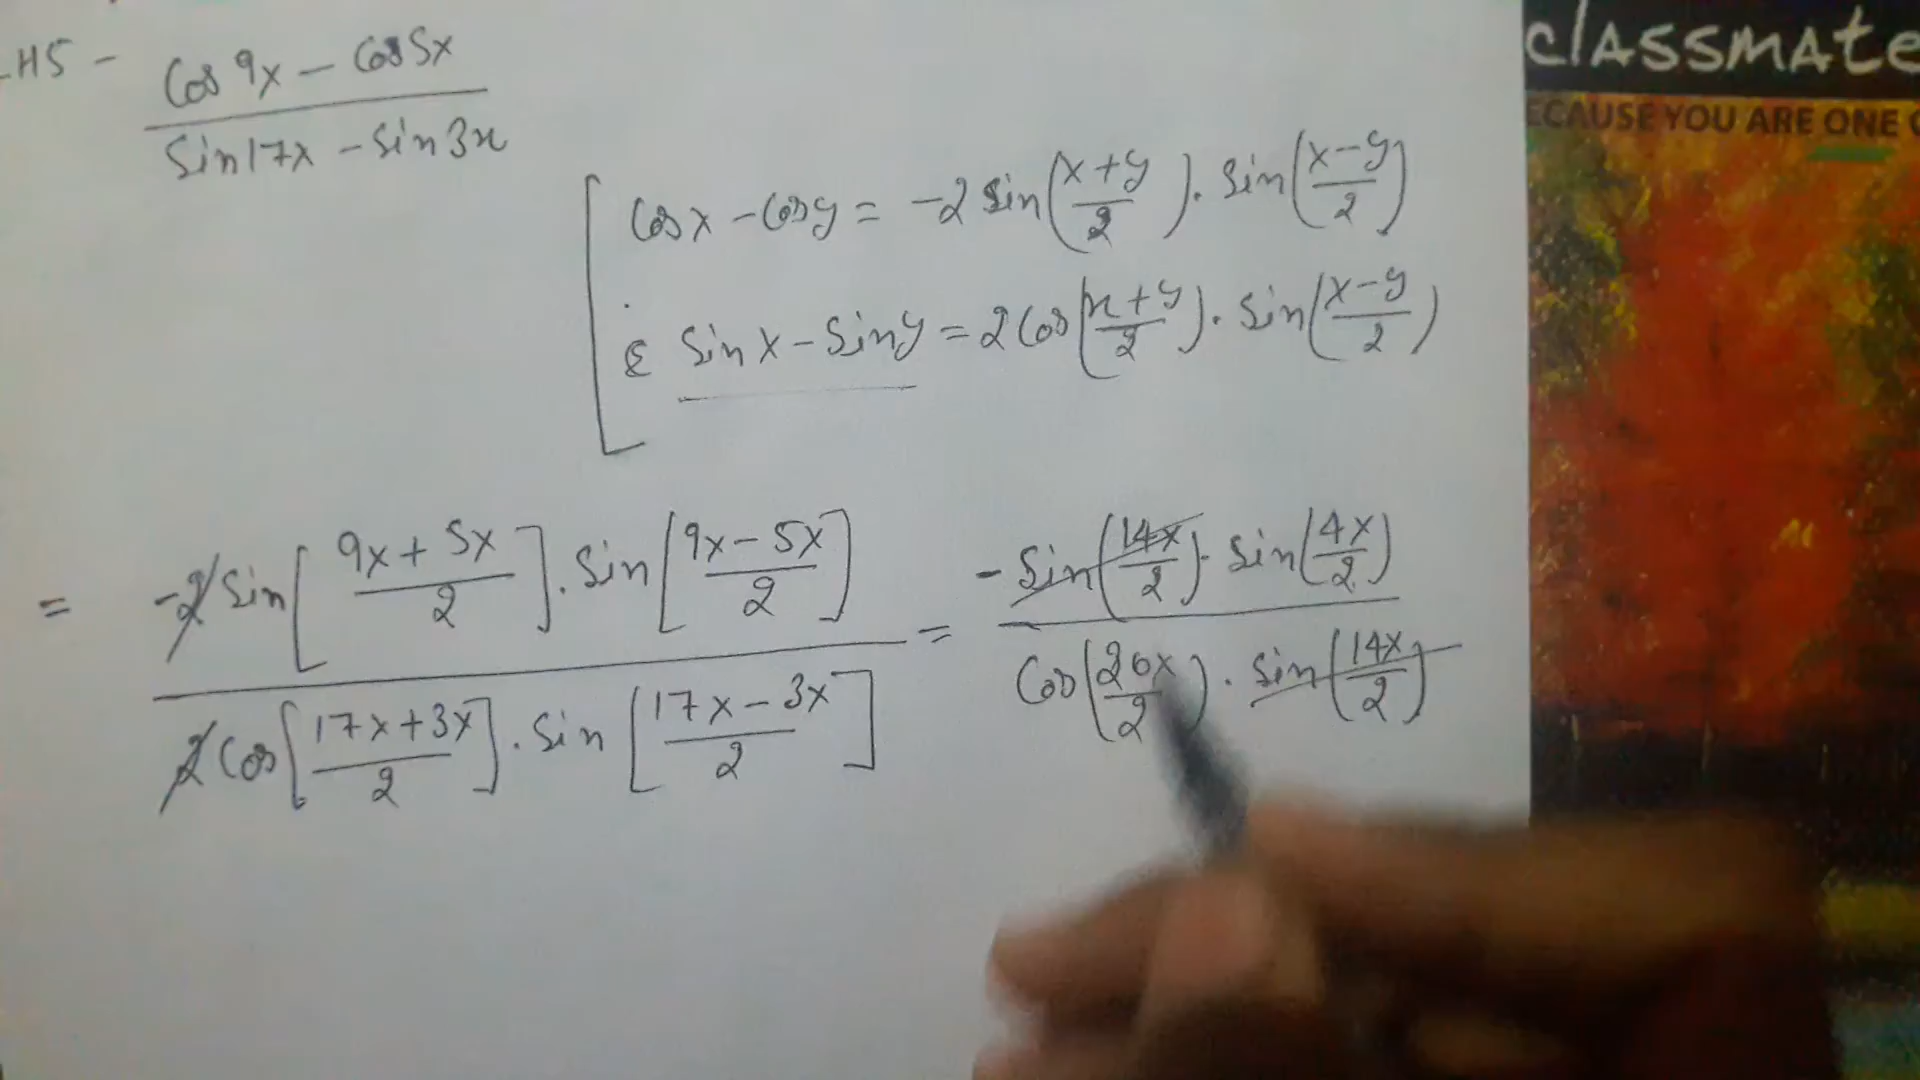 LHS - Cos 9x - Cos 5x
Sin 17x - Sin 3x
Cos x - Cos y = -2 Sin (x+y/2) . Sin (x-y/2)
& Sin x - Sin y = 2 Cos (x+y/2) . Sin (x-y/2)
= -2 Sin [9x+5x/2] . Sin [9x-5x/2]
2 Cos [17x+3x/2] . Sin [17x-3x/2]
= - Sin (14x/2) . Sin (4x/2)
Cos (20x/2) . Sin (14x/2)
classmate
ECAUSE YOU ARE ONE O